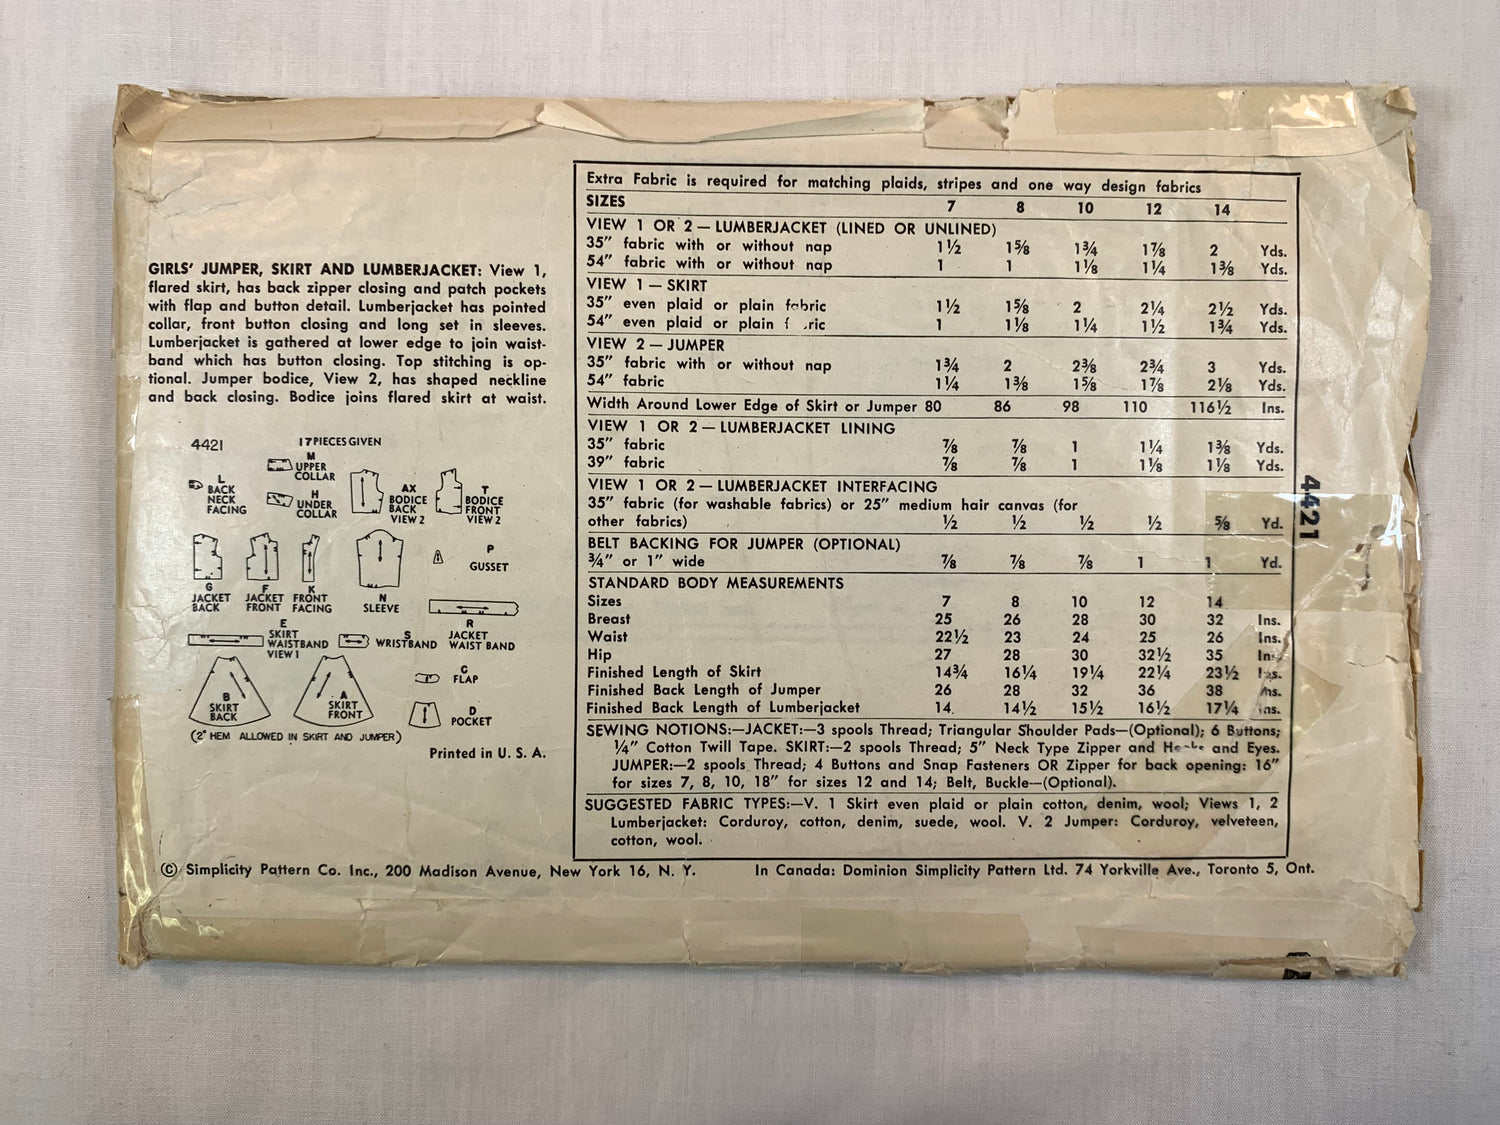 GIRLS' JUMPER, SKIRT AND LUMBERJACKET: View 1,
flared skirt, has back zipper closing and patch pockets
with flap and button detail. Lumberjacket has pointed
collar, front button closing and long set in sleeves.
Lumberjacket is gathered at lower edge to join waist-
band which has button closing. Top stitching is op-
tional. Jumper bodice, View 2, has shaped neckline
and back closing. Bodice joins flared skirt at waist.
4421 17 PIECES GIVEN
M
UPPER
COLLAR
L
BACK
NECK
FACING
H
UNDER
COLLAR
AX
BODICE
BACK
VIEW 2
T
BODICE
FRONT
VIEW 2
G
JACKET
BACK
F
JACKET
FRONT
K
FRONT
FACING
N
SLEEVE
P
GUSSET
E
SKIRT
WAISTBAND
VIEW 1
S
WRISTBAND
R
JACKET
WAIST BAND
B
SKIRT
BACK
A
SKIRT
FRONT
C
FLAP
D
POCKET
(2" HEM ALLOWED IN SKIRT AND JUMPER)
Printed in U. S. A.
Extra Fabric is required for matching plaids, stripes and one way design fabrics
SIZES 7 8 10 12 14
VIEW 1 OR 2 — LUMBERJACKET (LINED OR UNLINED)
35" fabric with or without nap 1½ 1⅝ 1¾ 1⅞ 2 Yds.
54" fabric with or without nap 1 1 1⅛ 1¼ 1⅜ Yds.
VIEW 1 — SKIRT
35" even plaid or plain fabric 1½ 1⅝ 2 2¼ 2½ Yds.
54" even plaid or plain 1 1⅛ 1¼ 1½ 1¾ Yds.
VIEW 2 — JUMPER
35" fabric with or without nap 1¾ 2 2⅜ 2¾ 3 Yds.
54" fabric 1¼ 1⅜ 1⅝ 1⅞ 2⅛ Yds.
Width Around Lower Edge of Skirt or Jumper 80 86 98 110 116½ Ins.
VIEW 1 OR 2 — LUMBERJACKET LINING
35" fabric ⅞ ⅞ 1 1¼ 1⅜ Yds.
39" fabric ⅞ ⅞ 1 1⅛ 1⅛ Yds.
VIEW 1 OR 2 — LUMBERJACKET INTERFACING
35" fabric (for washable fabrics) or 25" medium hair canvas (for
other fabrics) ½ ½ ½ ½ ⅝ Yd.
BELT BACKING FOR JUMPER (OPTIONAL)
¾" or 1" wide ⅞ ⅞ ⅞ 1 1 Yd.
STANDARD BODY MEASUREMENTS
Sizes 7 8 10 12 14
Breast 25 26 28 30 32 Ins.
Waist 22½ 23 24 25 26 Ins.
Hip 27 28 30 32½ 35 Ins.
Finished Length of Skirt 14¾ 16¼ 19¼ 22¼ 23½ Ins.
Finished Back Length of Jumper 26 28 32 36 38 Ins.
Finished Back Length of Lumberjacket 14 14½ 15½ 16½ 17¼ Ins.
SEWING NOTIONS:—JACKET:—3 spools Thread; Triangular Shoulder Pads—(Optional); 6 Buttons;
¼" Cotton Twill Tape. SKIRT:—2 spools Thread; 5" Neck Type Zipper and Hooks and Eyes.
JUMPER:—2 spools Thread; 4 Buttons and Snap Fasteners OR Zipper for back opening: 16"
for sizes 7, 8, 10, 18" for sizes 12 and 14; Belt, Buckle—(Optional).
SUGGESTED FABRIC TYPES:—V. 1 Skirt even plaid or plain cotton, denim, wool; Views 1, 2
Lumberjacket: Corduroy, cotton, denim, suede, wool. V. 2 Jumper: Corduroy, velveteen,
cotton, wool.
4421
© Simplicity Pattern Co. Inc., 200 Madison Avenue, New York 16, N. Y. In Canada: Dominion Simplicity Pattern Ltd. 74 Yorkville Ave., Toronto 5, Ont.